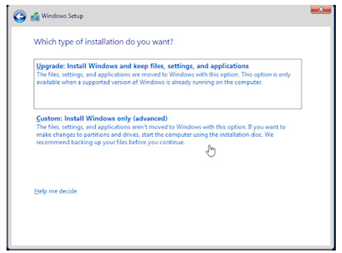 Windows Setup
Which type of installation do you want?
Upgrade: Install Windows and keep files, settings, and applications
The files, settings, and applications are moved to Windows with this option. This option is only
available when a supported version of Windows is already running on the computer.
Custom: Install Windows only (advanced)
The files, settings, and applications aren't moved to Windows with this option. If you want to
make changes to partitions and drives, start the computer using the installation disc. We
recommend backing up your files before you continue.
Help me decide